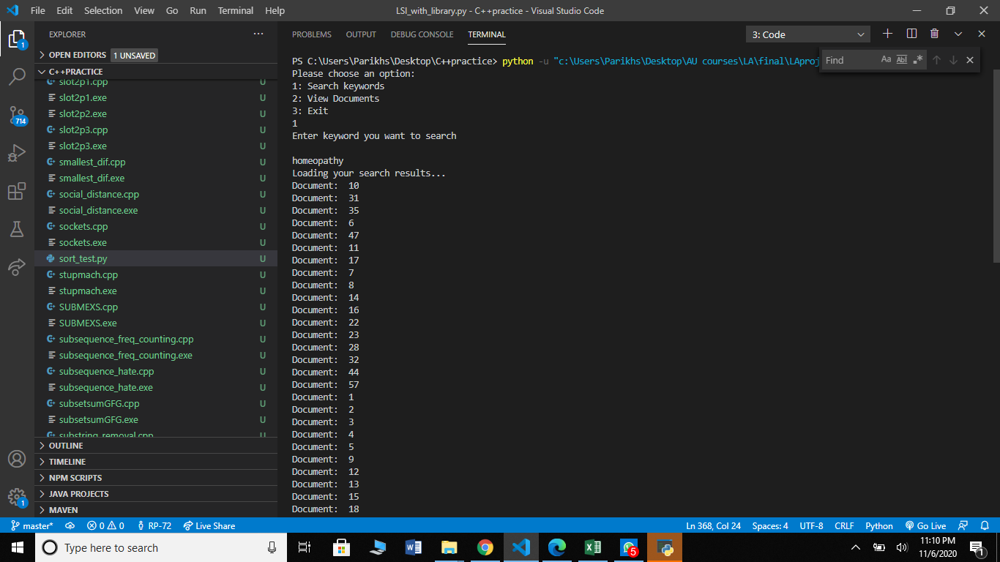 File Edit Selection View Go Run Terminal Help LSI_with_library.py - C++practice - Visual Studio Code
EXPLORER
OPEN EDITORS 1 UNSAVED
C++PRACTICE
slot2p1.cpp U
slot2p1.exe U
slot2p2.exe U
slot2p3.cpp U
slot2p3.exe U
smallest_dif.cpp U
smallest_dif.exe U
social_distance.cpp U
social_distance.exe U
sockets.cpp U
sockets.exe U
sort_test.py U
stupmach.cpp U
stupmach.exe U
SUBMEXS.cpp U
SUBMEXS.exe U
subsequence_freq_counting.cpp U
subsequence_freq_counting.exe U
subsequence_hate.cpp U
subsequence_hate.exe U
subsetsumGFG.cpp U
subsetsumGFG.exe U
substring_removal.cpp U
OUTLINE
TIMELINE
NPM SCRIPTS
JAVA PROJECTS
MAVEN
1
714
1
PROBLEMS OUTPUT DEBUG CONSOLE TERMINAL 3: Code
Find Aa Abl .*
PS C:\Users\Parikhs\Desktop\C++practice> python -u "c:\Users\Parikhs\Desktop\AU courses\LA\final\LAproj
Please choose an option:
1: Search keywords
2: View Documents
3: Exit
1
Enter keyword you want to search
homeopathy
Loading your search results...
Document: 10
Document: 31
Document: 35
Document: 6
Document: 47
Document: 11
Document: 17
Document: 7
Document: 8
Document: 14
Document: 16
Document: 22
Document: 23
Document: 28
Document: 32
Document: 44
Document: 57
Document: 1
Document: 2
Document: 3
Document: 4
Document: 5
Document: 9
Document: 12
Document: 13
Document: 15
Document: 18
master* 0 0 RP-72 Live Share Ln 368, Col 24 Spaces: 4 UTF-8 CRLF Python Go Live
Type here to search
5
11:10 PM
11/6/2020
1